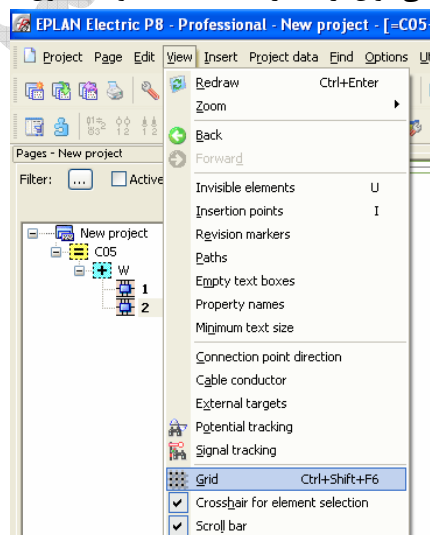 EPLAN Electric P8 - Professional - New project - [=C05
Project Page Edit View Insert Project data Find Options
Redraw Ctrl+Enter
Zoom
Back
Forward
Pages - New project
Filter: ... Active
Invisible elements U
Insertion points I
Revision markers
Paths
Empty text boxes
Property names
Minimum text size
New project
C05
W
1
2
Connection point direction
Cable conductor
External targets
Potential tracking
Signal tracking
Grid Ctrl+Shift+F6
Crosshair for element selection
Scroll bar